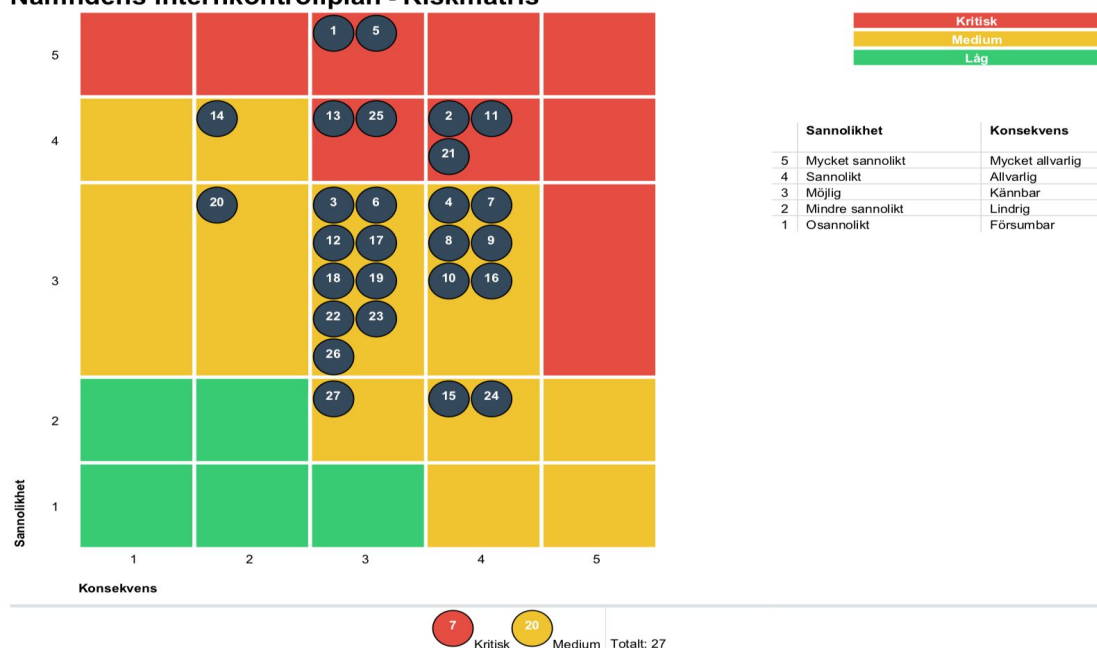 Nämndens internkontrollplan - Riskmatris
Kritisk
Medium
Låg
Sannolikhet Konsekvens
5 Mycket sannolikt Mycket allvarlig
4 Sannolikt Allvarlig
3 Möjlig Kännbar
2 Mindre sannolikt Lindrig
1 Osannolikt Försumbar
5
1 5
4
14 13 25 2 11
21
3
20 3 6 4 7
12 17 8 9
18 19 10 16
22 23
26
2
27 15 24
1
Sannolikhet
1 2 3 4 5
Konsekvens
7 Kritisk 20 Medium Totalt: 27